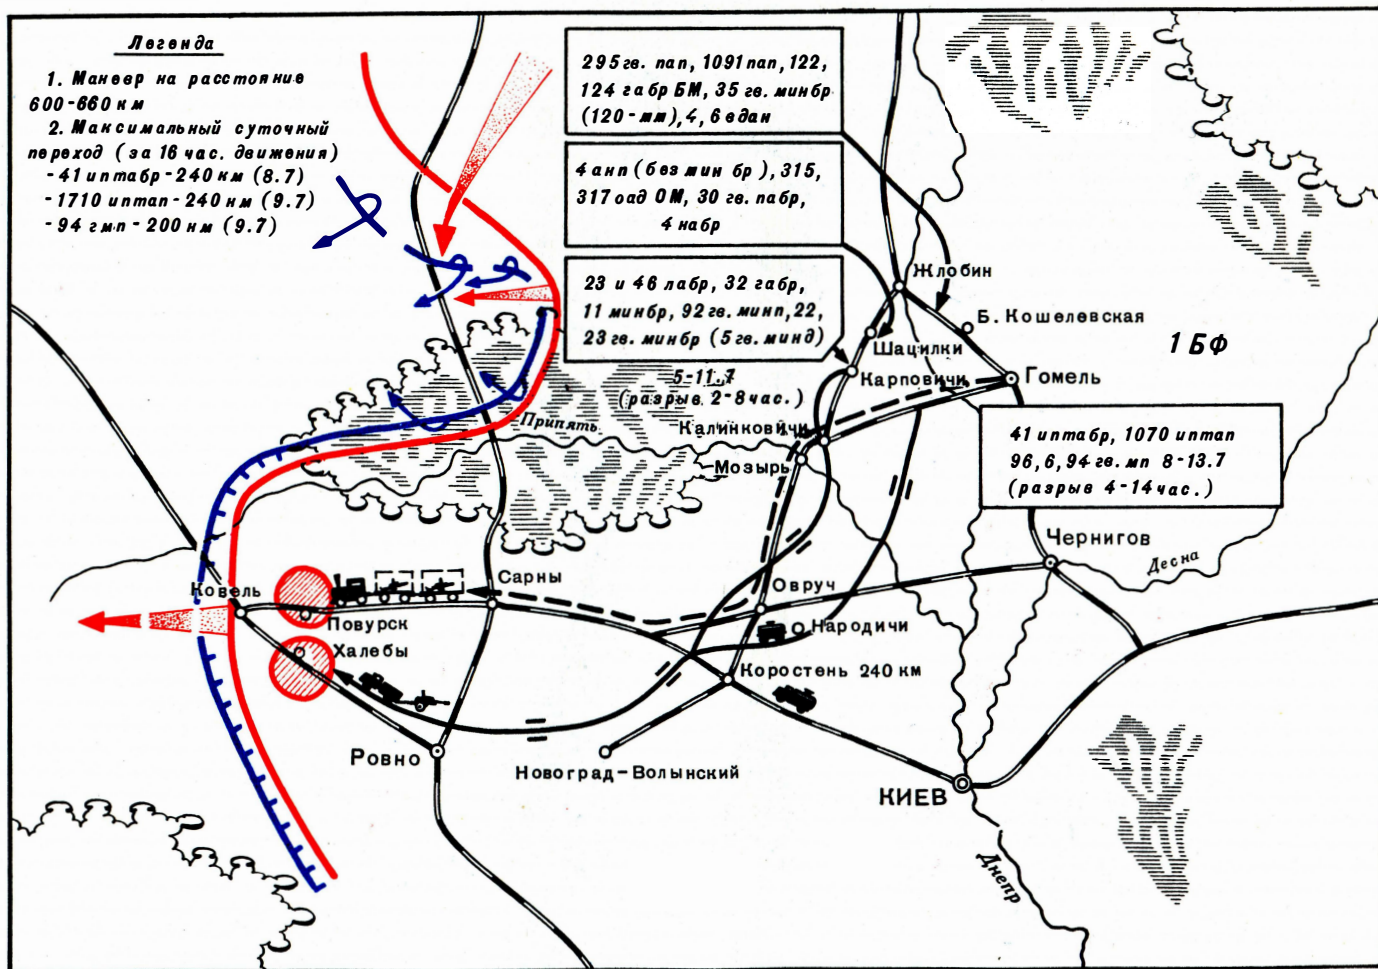 Легенда
1. Маневр на расстояние
600-660 км
2. Максимальный суточный
переход (за 16 час. движения)
- 41 иптабр - 240 км (8.7)
- 1710 иптап - 240 км (9.7)
- 94 гмп - 200 км (9.7)
295 гв. пап, 1091 пап, 122,
124 габр БМ, 35 гв. минбр
(120-мм), 4, 6 вдан
4 акп (без мин бр), 315,
317 оад ОМ, 30 гв. пабр,
4 набр
23 и 46 лабр, 32 габр,
11 минбр, 92 гв. минп, 22,
23 гв. минбр (5 гв. минд)
5-11.7
(разрыв 2-8 час.)
Жлобин
Б. Кошелевская
1 БФ
Шацилки
Карповичи
Гомель
Припять
Калинковичи
Мозырь
41 иптабр, 1070 иптап
96, 6, 94 гв. мп 8-13.7
(разрыв 4-14 час.)
Чернигов
Десна
Ковель
Сарны
Овруч
Повурск
Народичи
Халебы
Коростень 240 км
Ровно
Новоград-Волынский
КИЕВ
Днепр